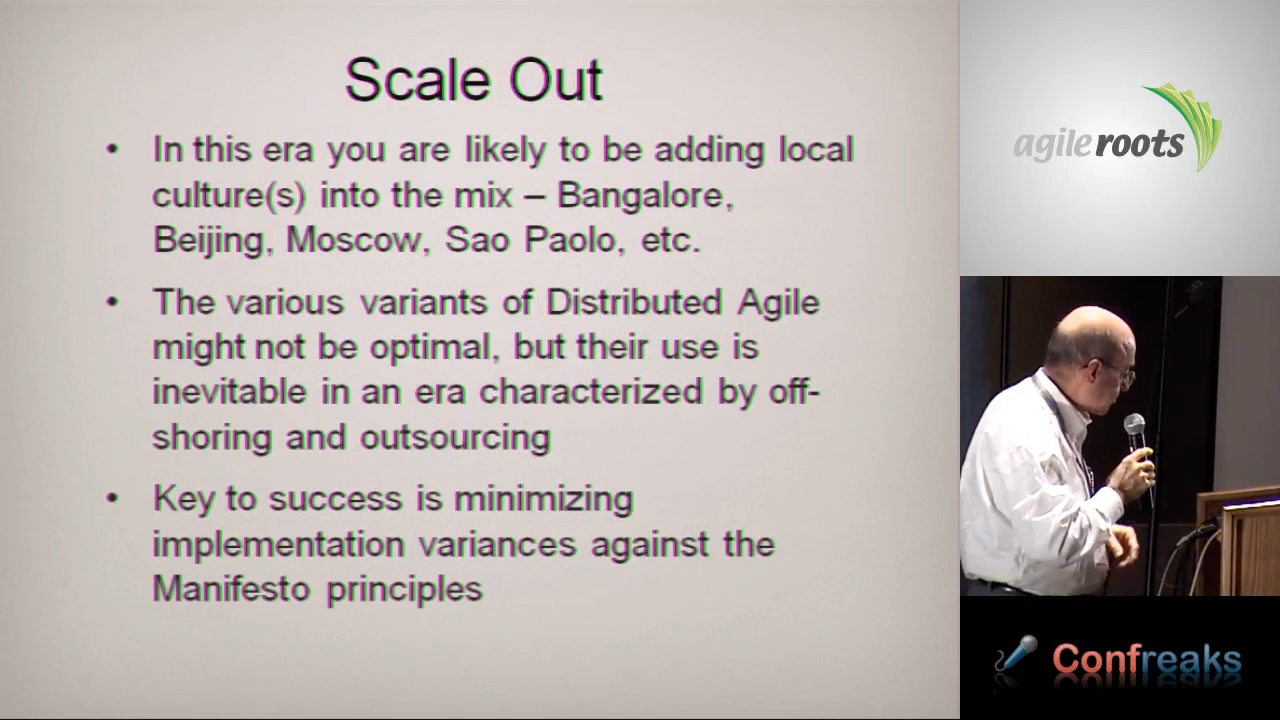 Scale Out
• In this era you are likely to be adding local
culture(s) into the mix – Bangalore,
Beijing, Moscow, Sao Paolo, etc.
• The various variants of Distributed Agile
might not be optimal, but their use is
inevitable in an era characterized by off-
shoring and outsourcing
• Key to success is minimizing
implementation variances against the
Manifesto principles
agileroots
Confreaks